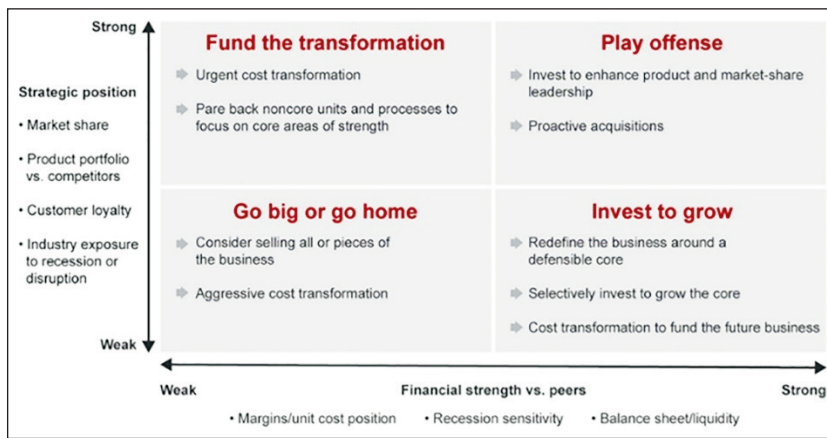 Strong
Fund the transformation
Urgent cost transformation
Pare back noncore units and processes to
focus on core areas of strength
Play offense
Invest to enhance product and market-share
leadership
Proactive acquisitions
Strategic position
• Market share
• Product portfolio
vs. competitors
• Customer loyalty
• Industry exposure
to recession or
disruption
Go big or go home
Consider selling all or pieces of
the business
Aggressive cost transformation
Invest to grow
Redefine the business around a
defensible core
Selectively invest to grow the core
Cost transformation to fund the future business
Weak
Weak
Financial strength vs. peers
Strong
• Margins/unit cost position
• Recession sensitivity
• Balance sheet/liquidity